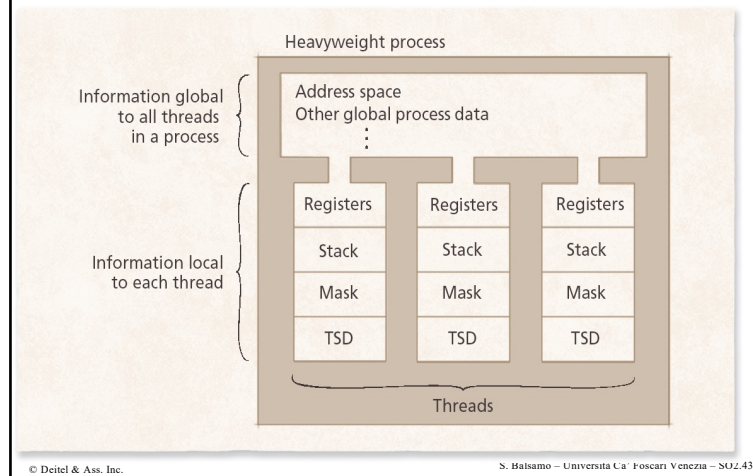 Heavyweight process
Information global
to all threads
in a process
Address space
Other global process data
Information local
to each thread
Registers
Registers
Registers
Stack
Stack
Stack
Mask
Mask
Mask
TSD
TSD
TSD
Threads
© Deitel & Ass. Inc.
S. Balsamo – Università Ca' Foscari Venezia – SO2.43